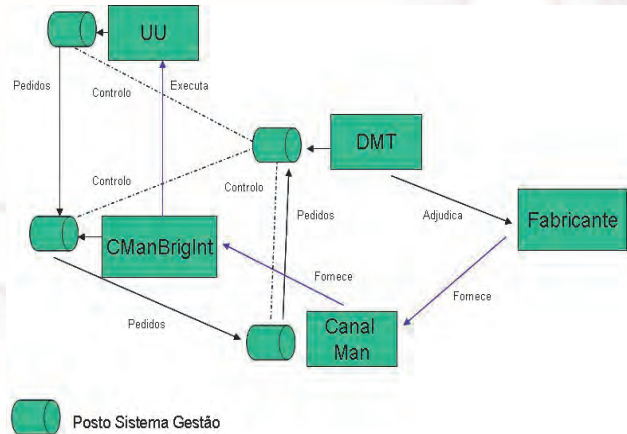 UU
Pedidos
Controlo
Executa
DMT
Controlo
Controlo
Pedidos
Adjudica
Fabricante
CManBrigInt
Fornece
Fornece
Pedidos
Canal
Man
Posto Sistema Gestão